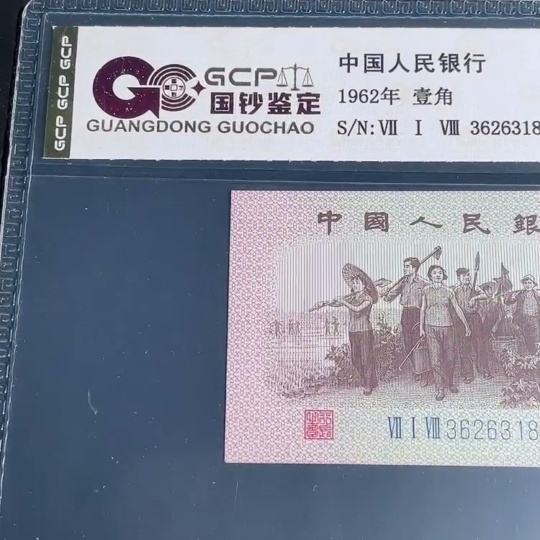 GCP GCP GCP
GCP
国钞鉴定
GUANGDONG GUOCHAO
中国人民银行
1962年 壹角
S/N: Ⅶ Ⅰ Ⅷ 3626318
中國人民銀
Ⅶ Ⅰ Ⅷ 3626318